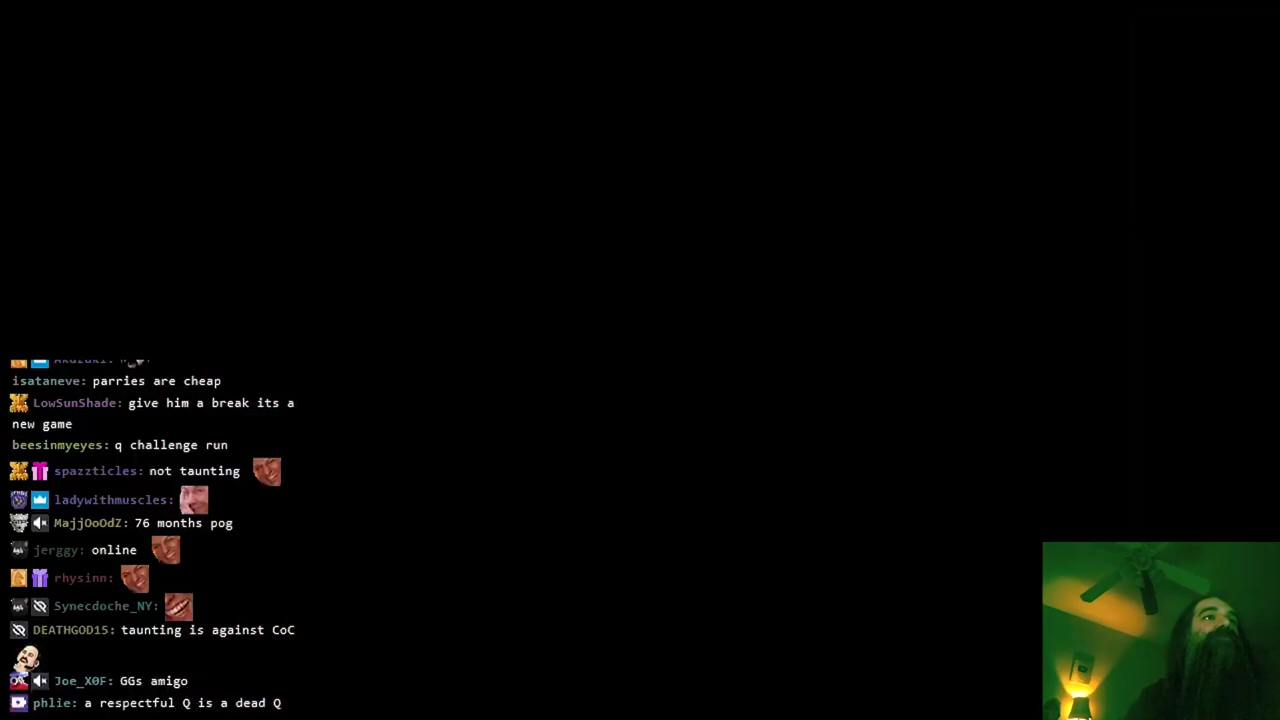 isataneve: parries are cheap
LowSunShade: give him a break its a
new game
beesinmyeyes: q challenge run
spazzticles: not taunting
ladywithmuscles:
MajjOoOdZ: 76 months pog
jerggy: online
rhysinn:
Synecdoche_NY:
DEATHGOD15: taunting is against CoC
Joe_X0F: GGs amigo
phlie: a respectful Q is a dead Q